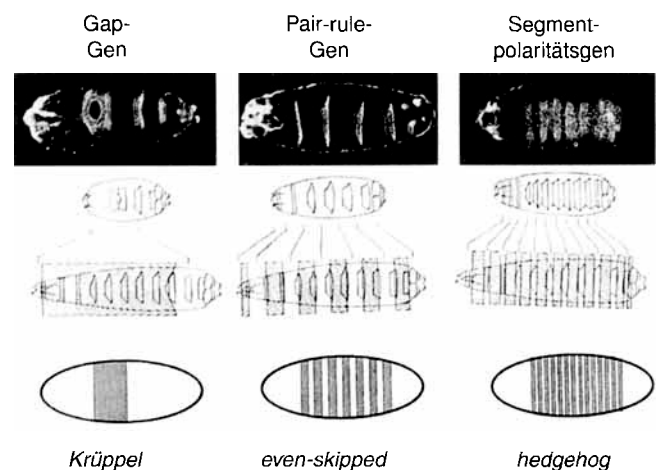 Gap-
Gen
Pair-rule-
Gen
Segment-
polaritätsgen
Krüppel
even-skipped
hedgehog